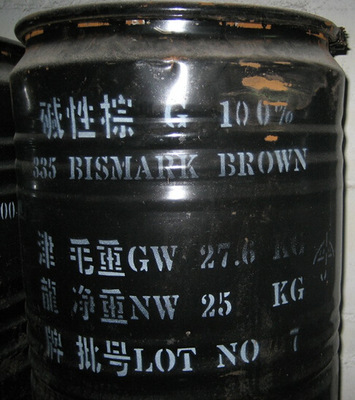 碱性棕 G 100%
335 BISMARK BROWN
津 毛重GW 27.6 KG
龍 净重NW 25 KG
牌 批号LOT NO 7
00